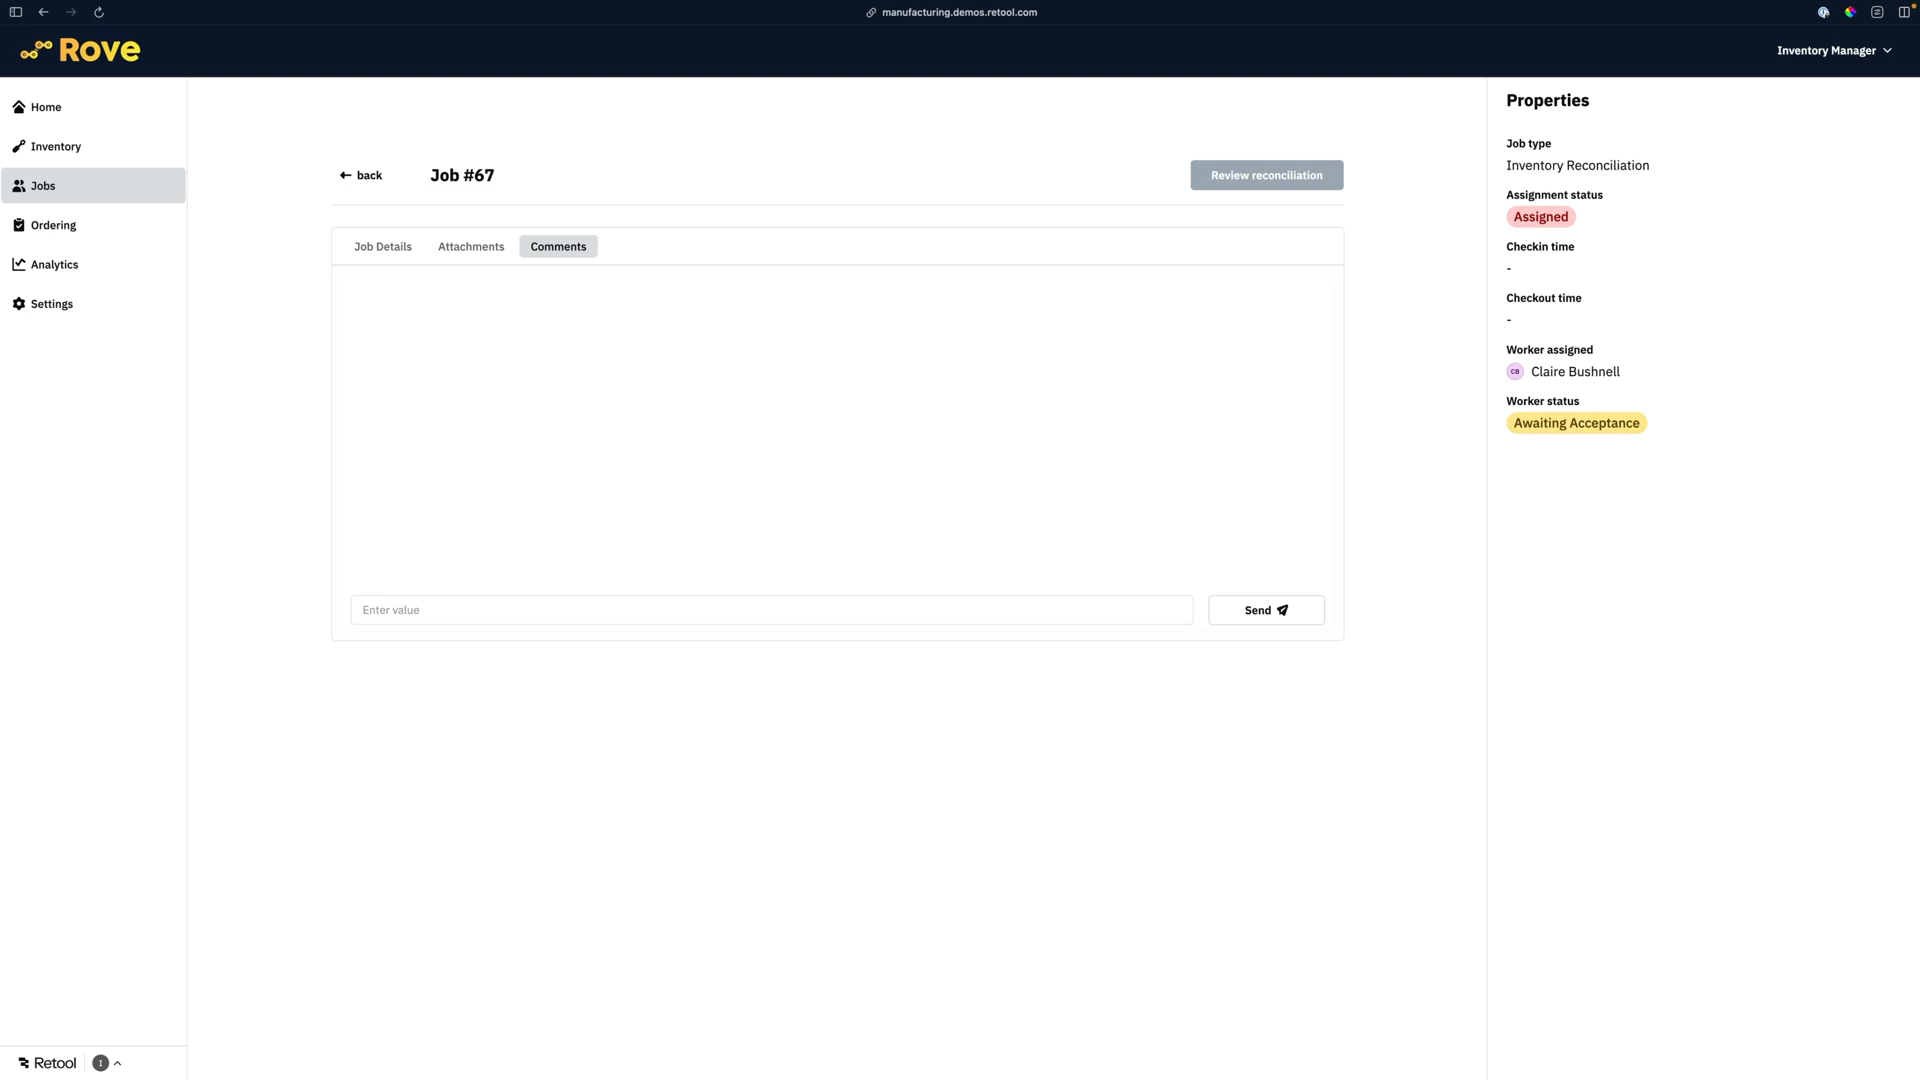 manufacturing.demos.retool.com
Rove
Inventory Manager
Home
Inventory
Jobs
Ordering
Analytics
Settings
back
Job #67
Review reconciliation
Job Details
Attachments
Comments
Enter value
Send
Properties
Job type
Inventory Reconciliation
Assignment status
Assigned
Checkin time
-
Checkout time
-
Worker assigned
CB Claire Bushnell
Worker status
Awaiting Acceptance
Retool
I